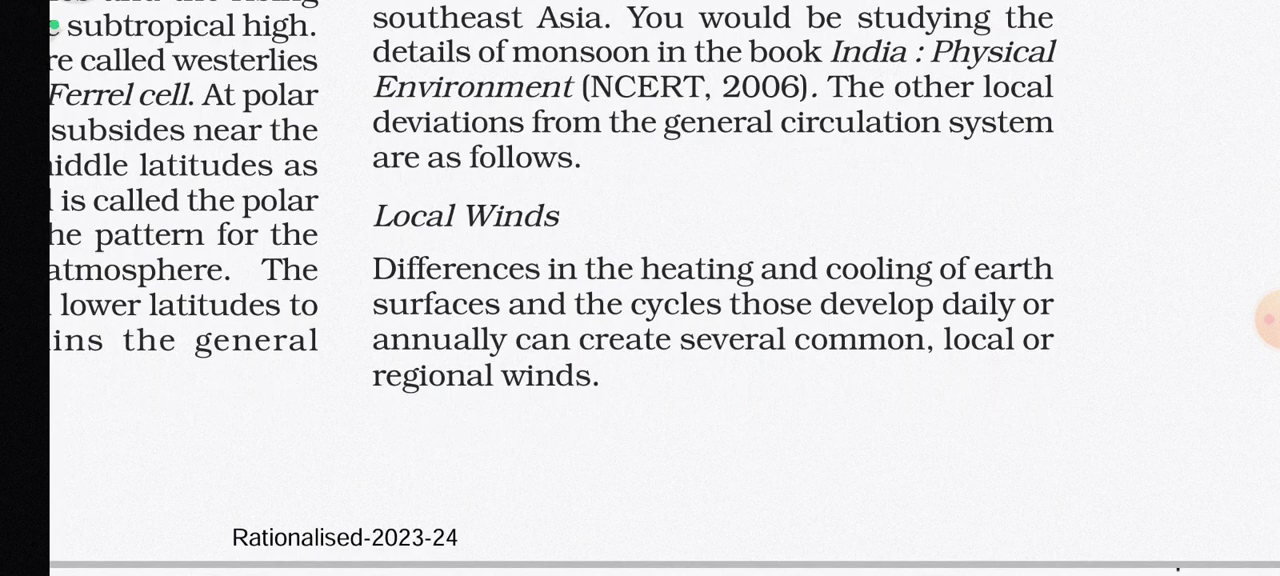 subtropical high.
called westerlies
Ferrel cell. At polar
subsides near the
latitudes as
is called the polar
pattern for the
atmosphere. The
lower latitudes to
the general
southeast Asia. You would be studying the
details of monsoon in the book India : Physical
Environment (NCERT, 2006). The other local
deviations from the general circulation system
are as follows.
Local Winds
Differences in the heating and cooling of earth
surfaces and the cycles those develop daily or
annually can create several common, local or
regional winds.
Rationalised-2023-24